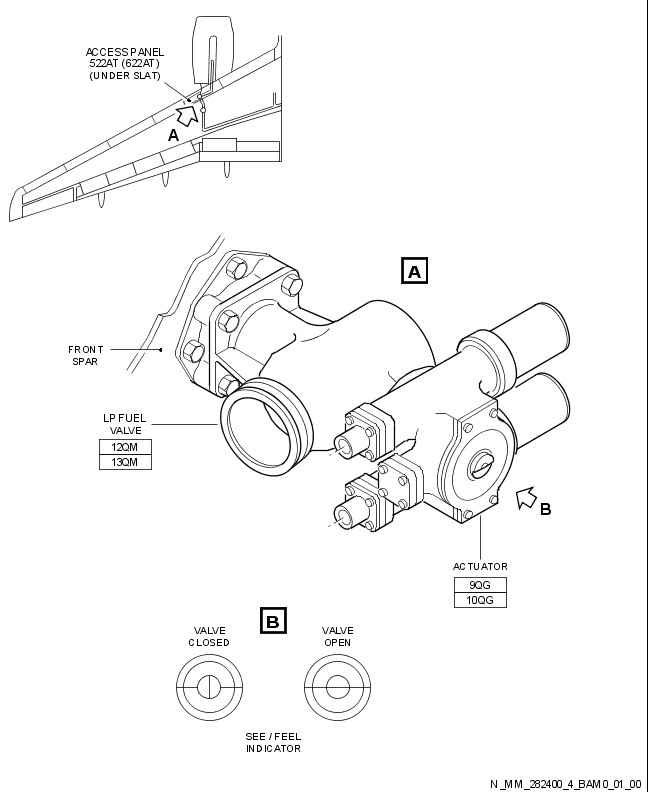 ACCESS PANEL
522AT (622AT)
(UNDER SLAT)
A
A
FRONT
SPAR
LP FUEL
VALVE
12QM
13QM
B
ACTUATOR
9QG
10QG
B
VALVE
CLOSED
VALVE
OPEN
SEE / FEEL
INDICATOR
N_MM_282400_4_BAM0_01_00